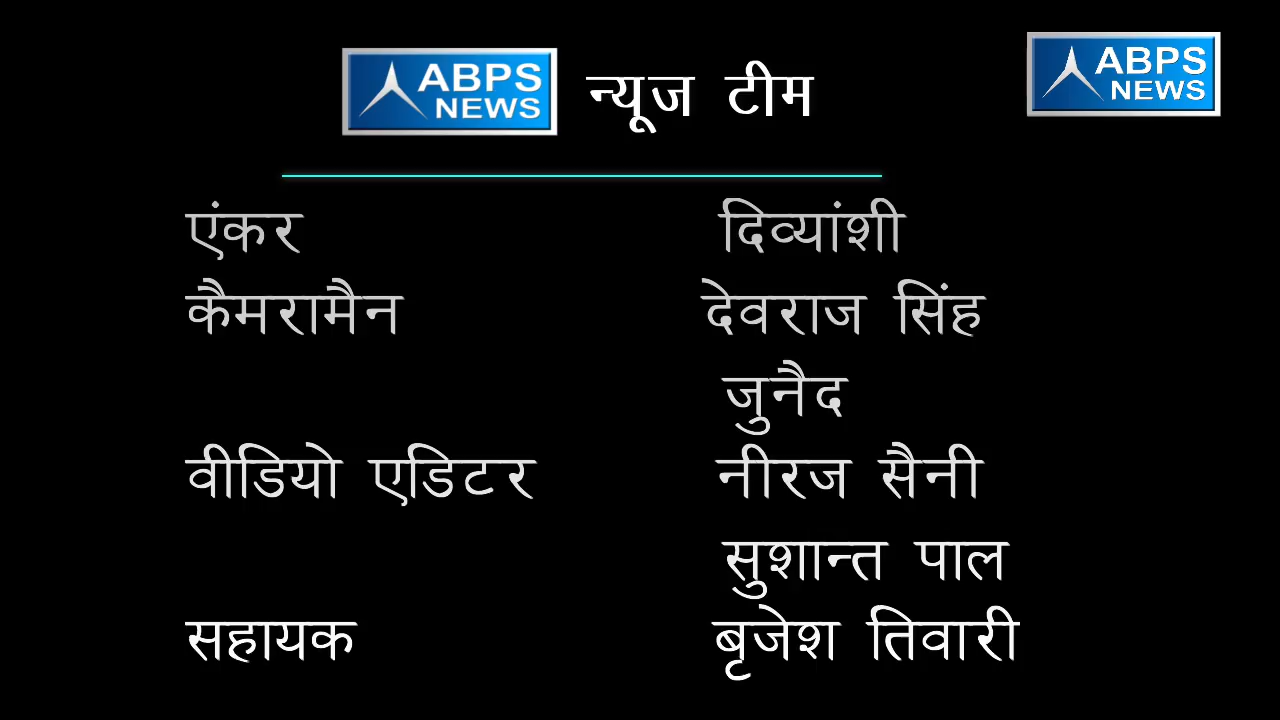 ABPS NEWS न्यूज टीम
ABPS NEWS
एंकर दिव्यांशी
कैमरामैन देवराज सिंह
जुनैद
वीडियो एडिटर नीरज सैनी
सुशान्त पाल
सहायक बृजेश तिवारी